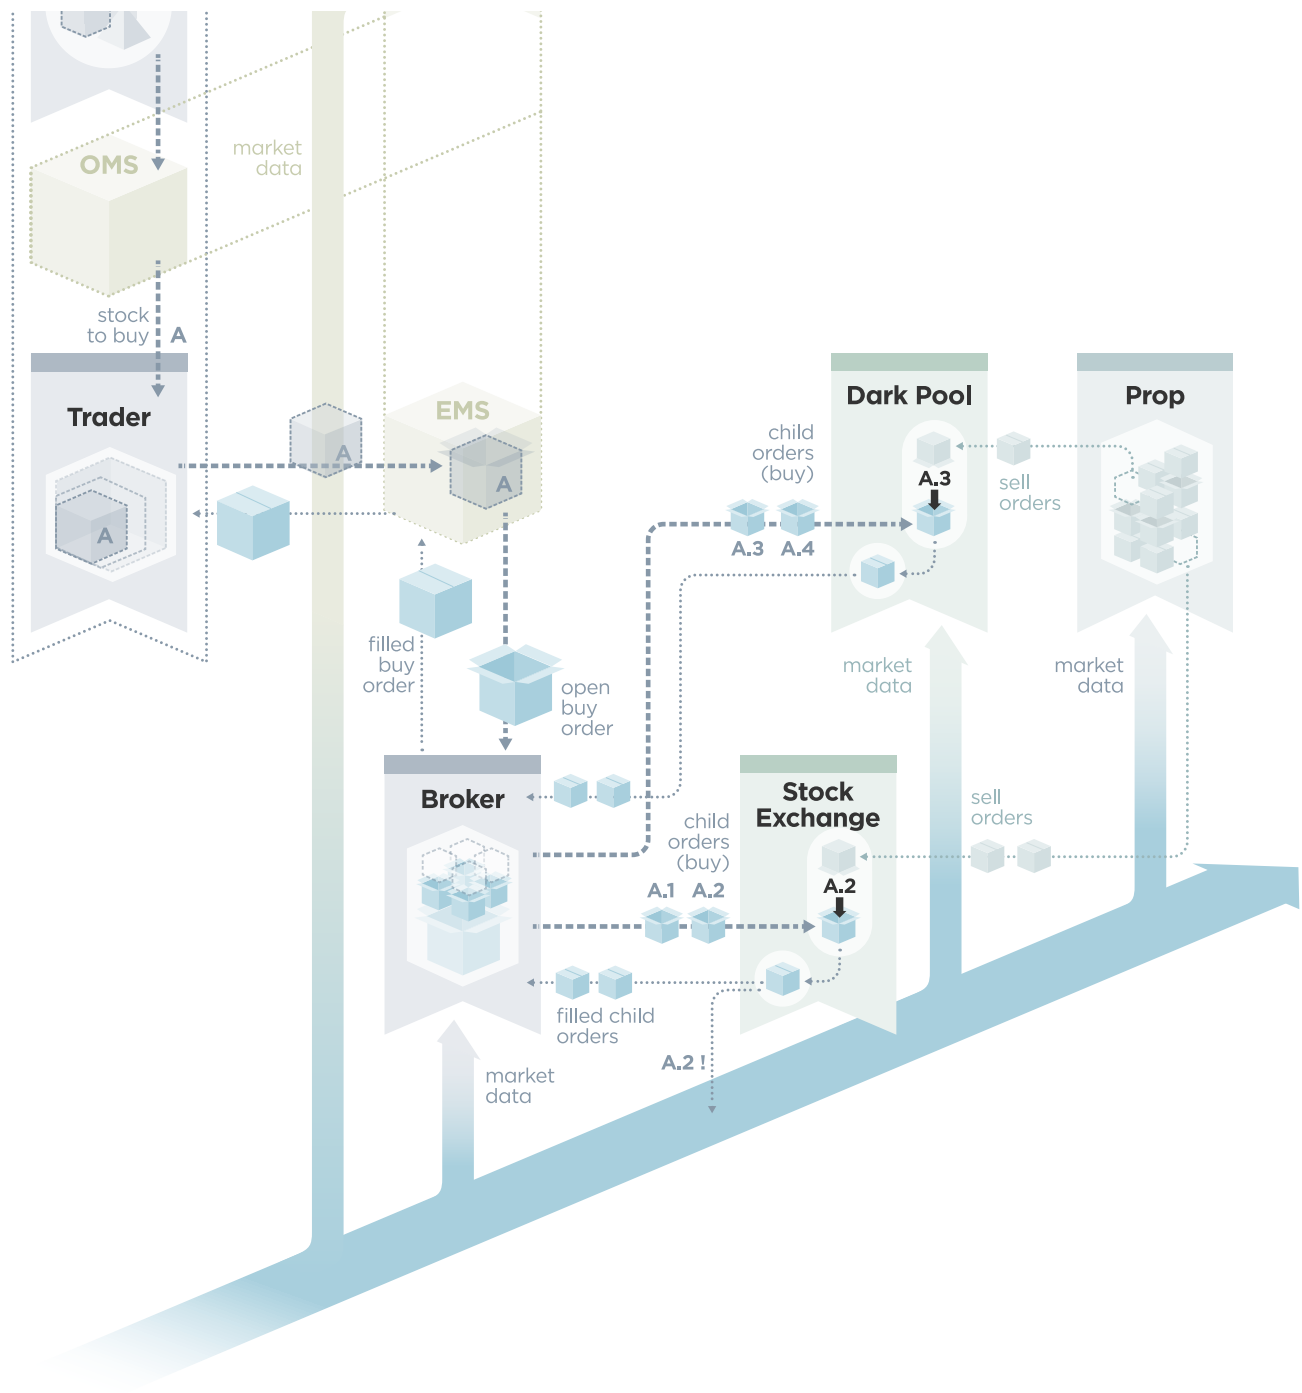 OMS
market
data
stock
to buy
A
Trader
A
A
EMS
A
filled
buy
order
open
buy
order
child
orders
(buy)
A.3
A.4
Dark Pool
A.3
sell
orders
Prop
market
data
market
data
Broker
child
orders
(buy)
A.1
A.2
Stock
Exchange
A.2
sell
orders
filled child
orders
A.2 !
market
data